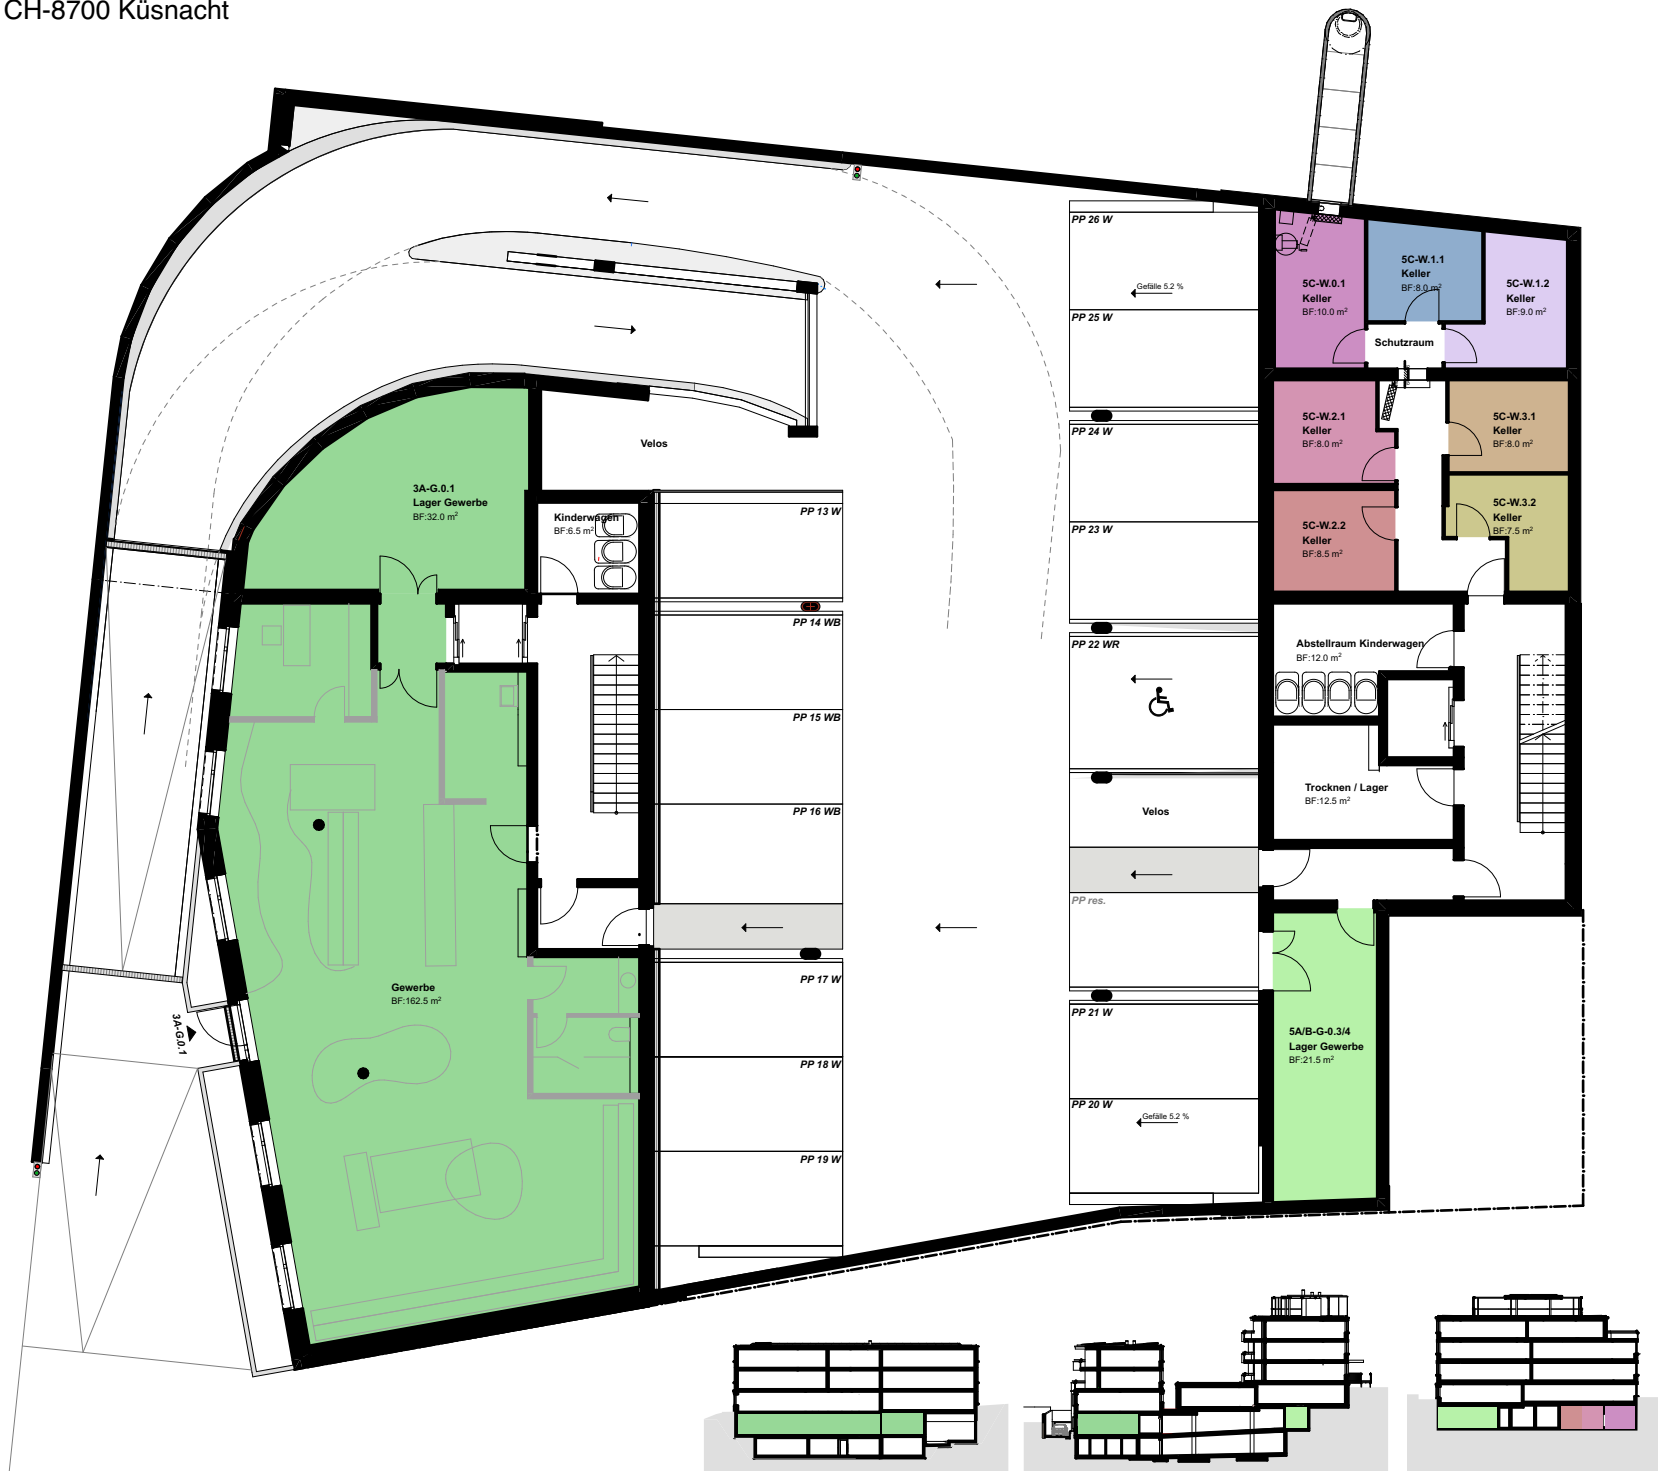 CH-8700 Küsnacht
PP 26 W
Gefälle 5.2 %
PP 25 W
5C-W.0.1
Keller
BF:10.0 m²
5C-W.1.1
Keller
BF:8.0 m²
5C-W.1.2
Keller
BF:9.0 m²
Schutzraum
Velos
PP 24 W
5C-W.2.1
Keller
BF:8.0 m²
5C-W.3.1
Keller
BF:8.0 m²
3A-G.0.1
Lager Gewerbe
BF:32.0 m²
Kinderwagen
BF:6.5 m²
PP 13 W
PP 23 W
5C-W.2.2
Keller
BF:8.5 m²
5C-W.3.2
Keller
BF:7.5 m²
PP 14 WB
PP 22 WR
Abstellraum Kinderwagen
BF:12.0 m²
PP 15 WB
PP 16 WB
Velos
Trocknen / Lager
BF:12.5 m²
PP res.
Gewerbe
BF:162.5 m²
PP 17 W
3A-G.0.1
PP 21 W
5A/B-G-0.3/4
Lager Gewerbe
BF:21.5 m²
PP 18 W
PP 20 W
Gefälle 5.2 %
PP 19 W